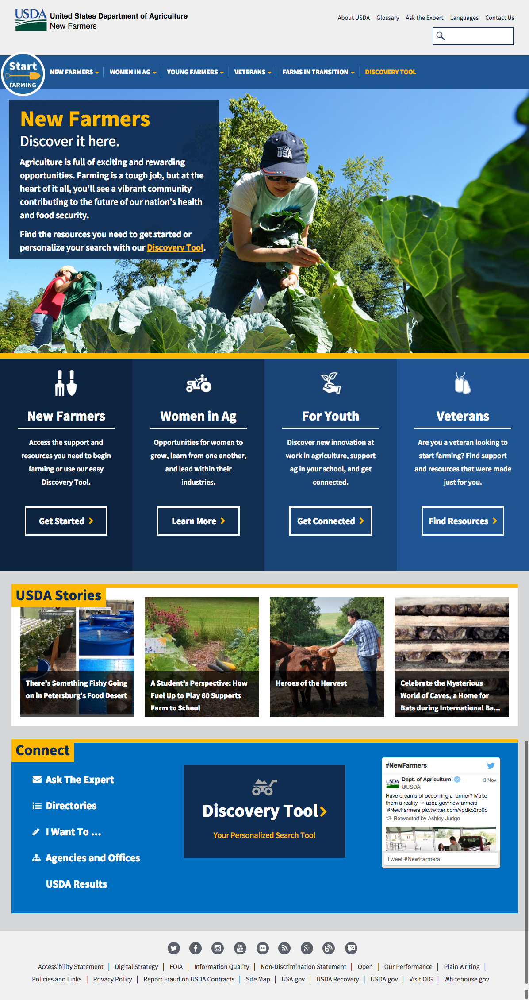 USDA United States Department of Agriculture
New Farmers
About USDA Glossary Ask the Expert Languages Contact Us
Start
FARMING
NEW FARMERS WOMEN IN AG YOUNG FARMERS VETERANS FARMS IN TRANSITION DISCOVERY TOOL
New Farmers
Discover it here.
Agriculture is full of exciting and rewarding
opportunities. Farming is a tough job, but at the
heart of it all, you'll see a vibrant community
contributing to the future of our nation's health
and food security.
Find the resources you need to get started or
personalize your search with our Discovery Tool.
TEAM
USA
New Farmers
Access the support and
resources you need to begin
farming or use our easy
Discovery Tool.
Get Started
Women in Ag
Opportunities for women to
grow, learn from one another,
and lead within their
industries.
Learn More
For Youth
Discover new innovation at
work in agriculture, support
ag in your school, and get
connected.
Get Connected
Veterans
Are you a veteran looking to
start farming? Find support
and resources that were made
just for you.
Find Resources
USDA Stories
There's Something Fishy Going
on in Petersburg's Food Desert
A Student's Perspective: How
Fuel Up to Play 60 Supports
Farm to School
Heroes of the Harvest
Celebrate the Mysterious
World of Caves, a Home for
Bats during International Ba...
Connect
Ask The Expert
Directories
I Want To ...
Agencies and Offices
USDA Results
Discovery Tool
Your Personalized Search Tool
#NewFarmers
USDA Dept. of Agriculture 3 Nov
@USDA
Have dreams of becoming a farmer? Make
them a reality → usda.gov/newfarmers
#NewFarmers pic.twitter.com/vpdkp2ro0b
Retweeted by Ashley Judge
Tweet #NewFarmers
You Tube g+
Accessibility Statement | Digital Strategy | FOIA | Information Quality | Non-Discrimination Statement | Open | Our Performance | Plain Writing |
Policies and Links | Privacy Policy | Report Fraud on USDA Contracts | Site Map | USA.gov | USDA Recovery | USDA.gov | Visit OIG | Whitehouse.gov